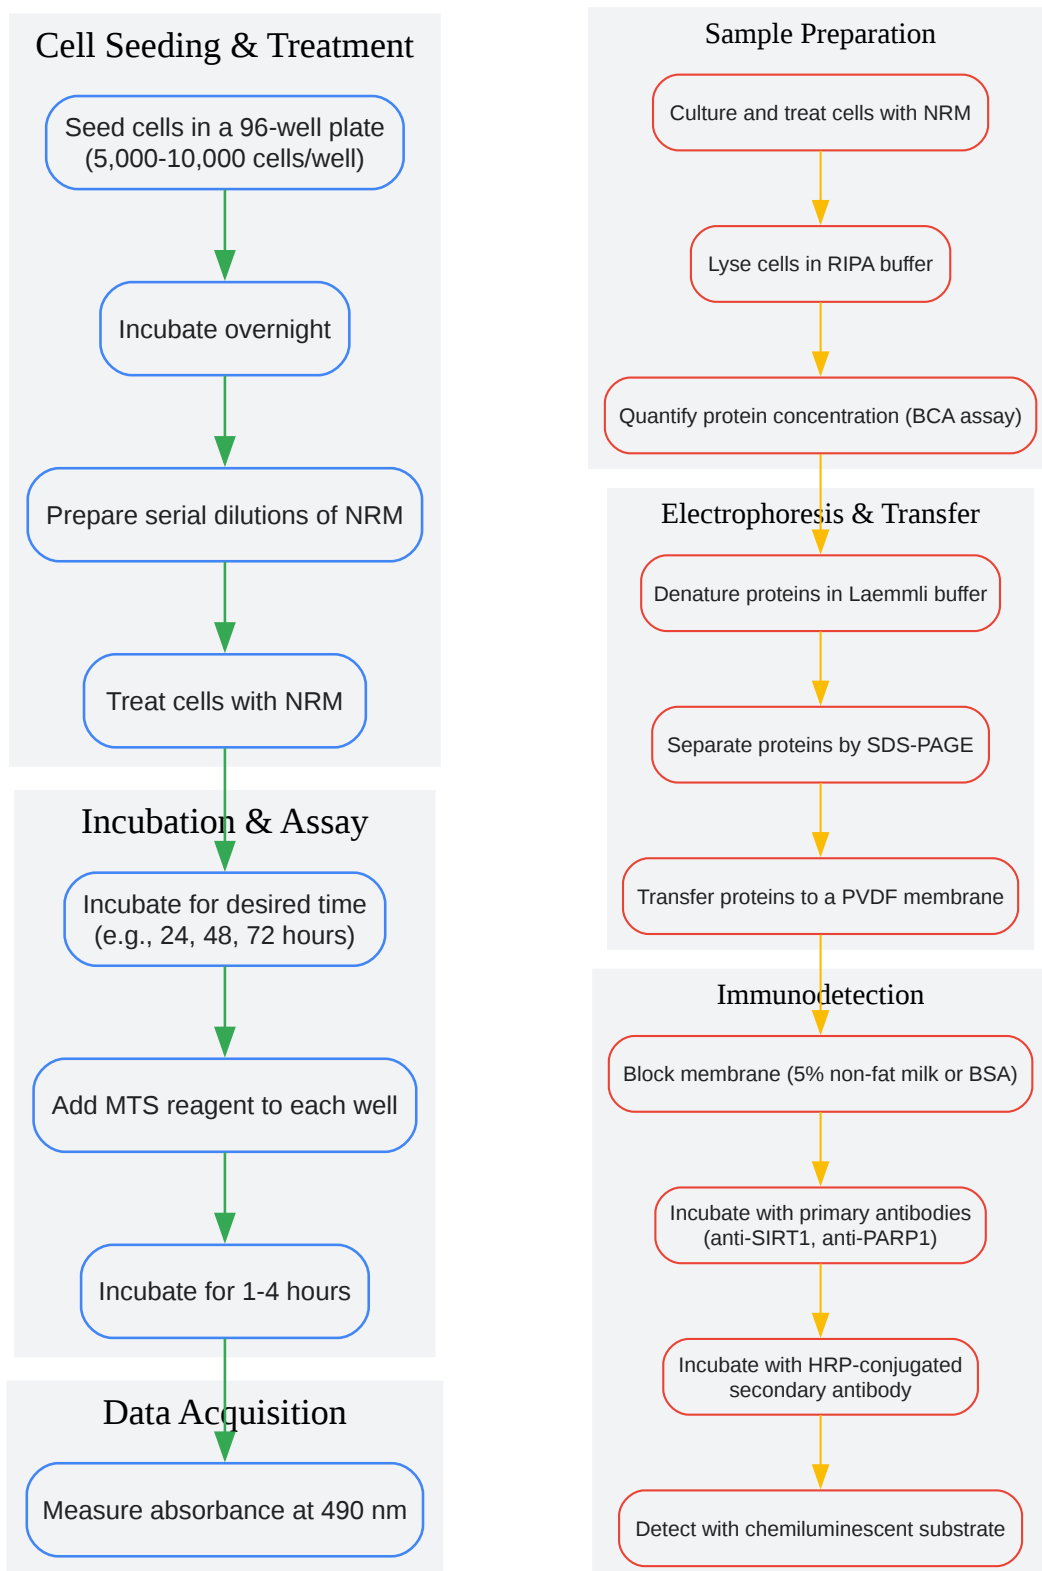 Cell Seeding & Treatment
Seed cells in a 96-well plate
(5,000-10,000 cells/well)
Incubate overnight
Prepare serial dilutions of NRM
Treat cells with NRM
Incubation & Assay
Incubate for desired time
(e.g., 24, 48, 72 hours)
Add MTS reagent to each well
Incubate for 1-4 hours
Data Acquisition
Measure absorbance at 490 nm
Sample Preparation
Culture and treat cells with NRM
Lyse cells in RIPA buffer
Quantify protein concentration (BCA assay)
Electrophoresis & Transfer
Denature proteins in Laemmli buffer
Separate proteins by SDS-PAGE
Transfer proteins to a PVDF membrane
Immunodetection
Block membrane (5% non-fat milk or BSA)
Incubate with primary antibodies
(anti-SIRT1, anti-PARP1)
Incubate with HRP-conjugated
secondary antibody
Detect with chemiluminescent substrate